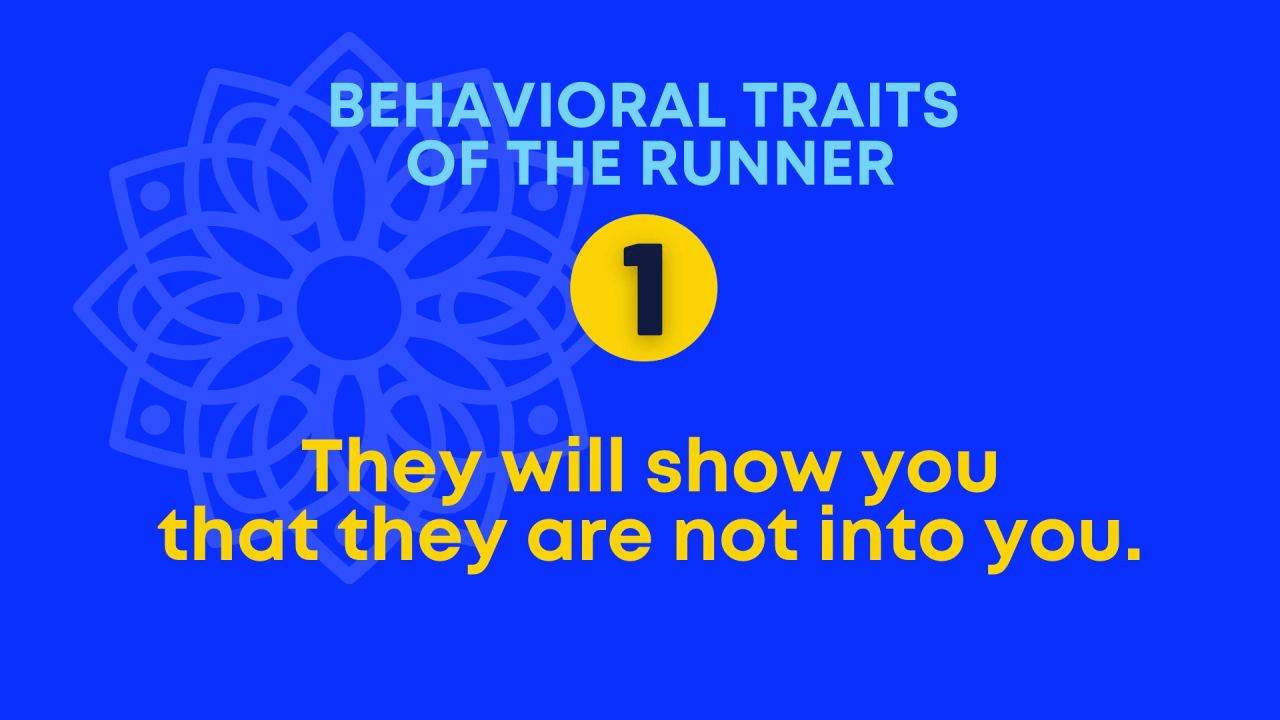 BEHAVIORAL TRAITS
OF THE RUNNER
1
They will show you
that they are not into you.